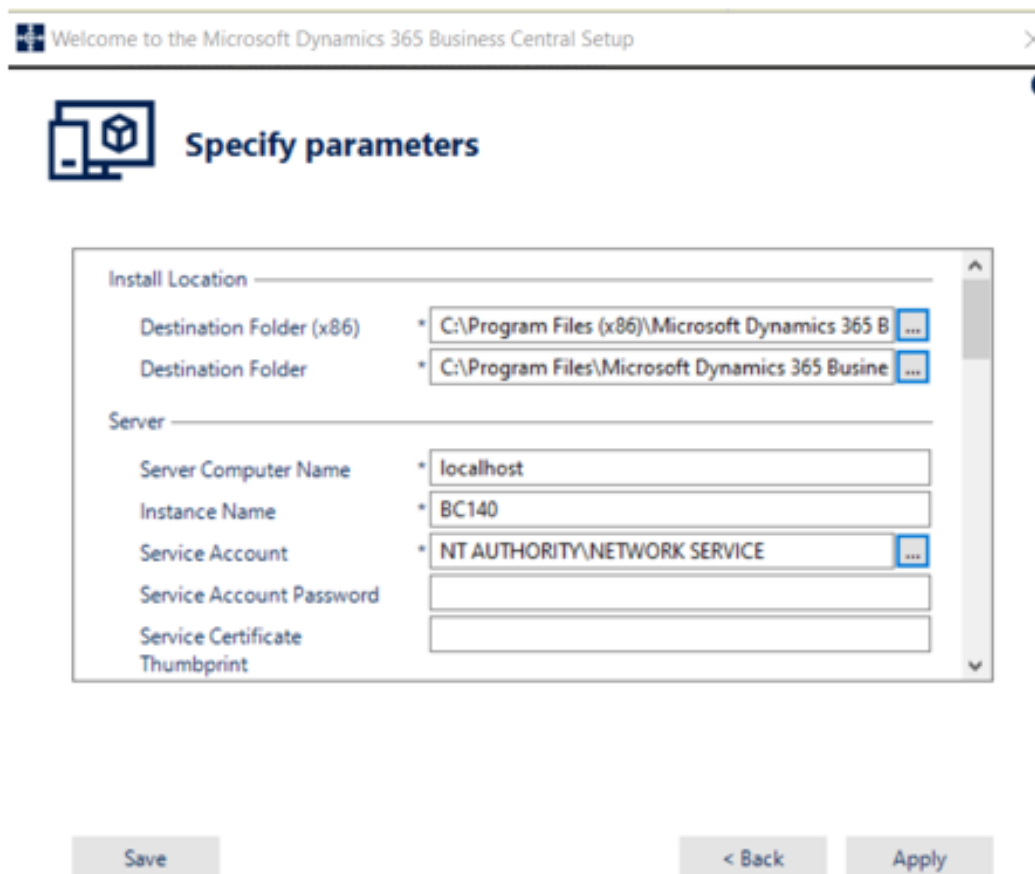 Welcome to the Microsoft Dynamics 365 Business Central Setup
Specify parameters
Install Location
Destination Folder (x86) * C:\Program Files (x86)\Microsoft Dynamics 365 B ...
Destination Folder * C:\Program Files\Microsoft Dynamics 365 Busine ...
Server
Server Computer Name * localhost
Instance Name * BC140
Service Account * NT AUTHORITY\NETWORK SERVICE ...
Service Account Password
Service Certificate
Thumbprint
Save < Back Apply